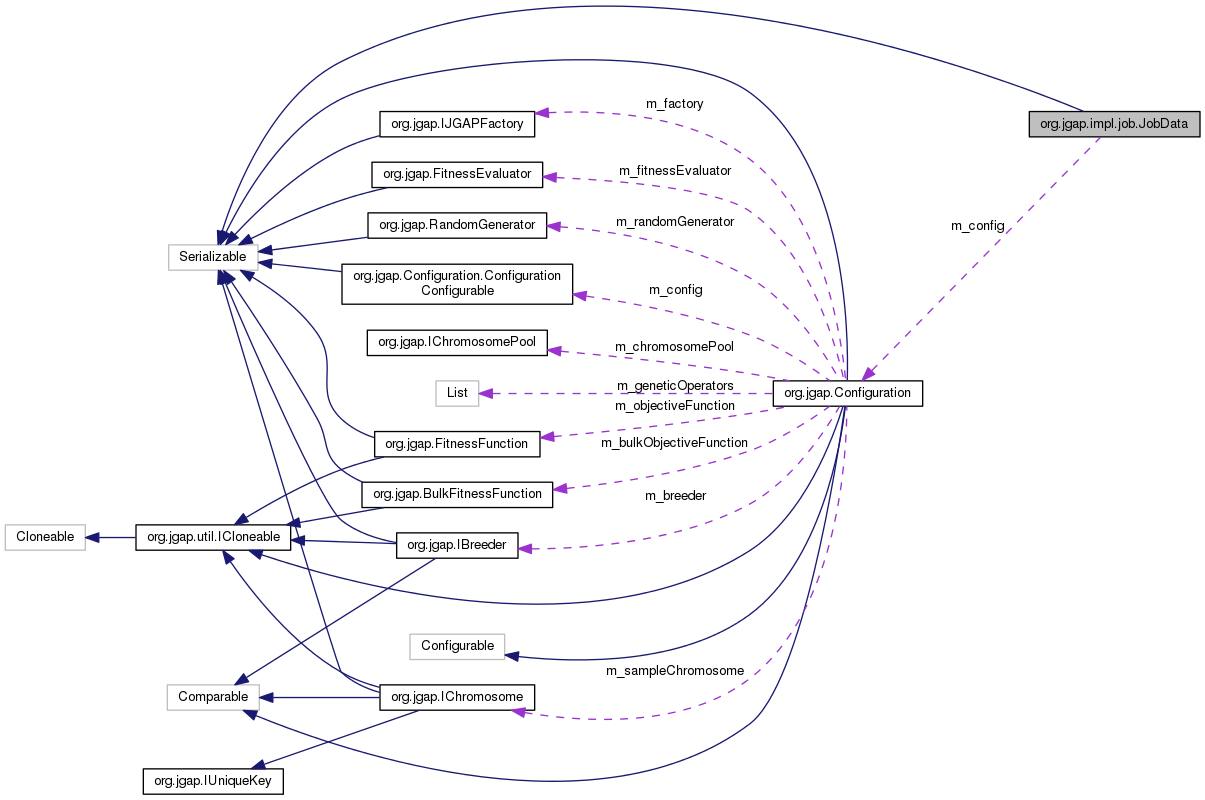 m_factory
org.jgap.IJGAPFactory
org.jgap.impl.job.JobData
m_fitnessEvaluator
org.jgap.FitnessEvaluator
m_randomGenerator
org.jgap.RandomGenerator
m_config
Serializable
org.jgap.Configuration.Configuration
Configurable
m_config
org.jgap.IChromosomePool
m_chromosomePool
List
m_geneticOperators
org.jgap.Configuration
m_objectiveFunction
org.jgap.FitnessFunction
m_bulkObjectiveFunction
org.jgap.BulkFitnessFunction
m_breeder
Cloneable
org.jgap.util.ICloneable
org.jgap.IBreeder
Configurable
m_sampleChromosome
Comparable
org.jgap.IChromosome
org.jgap.IUniqueKey